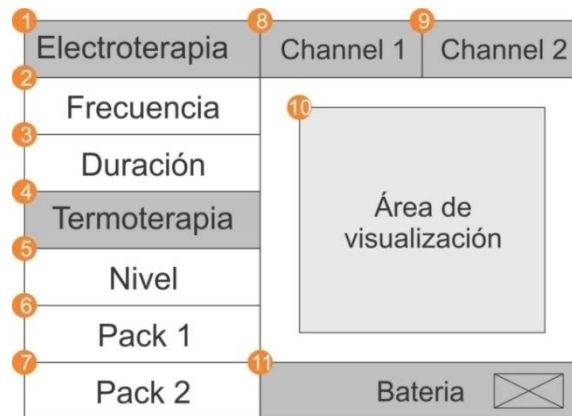 1 Electroterapia
8 Channel 1
9 Channel 2
2 Frecuencia
10
3 Duración
4 Termoterapia
Área de
visualización
5 Nivel
6 Pack 1
7 Pack 2
11 Bateria